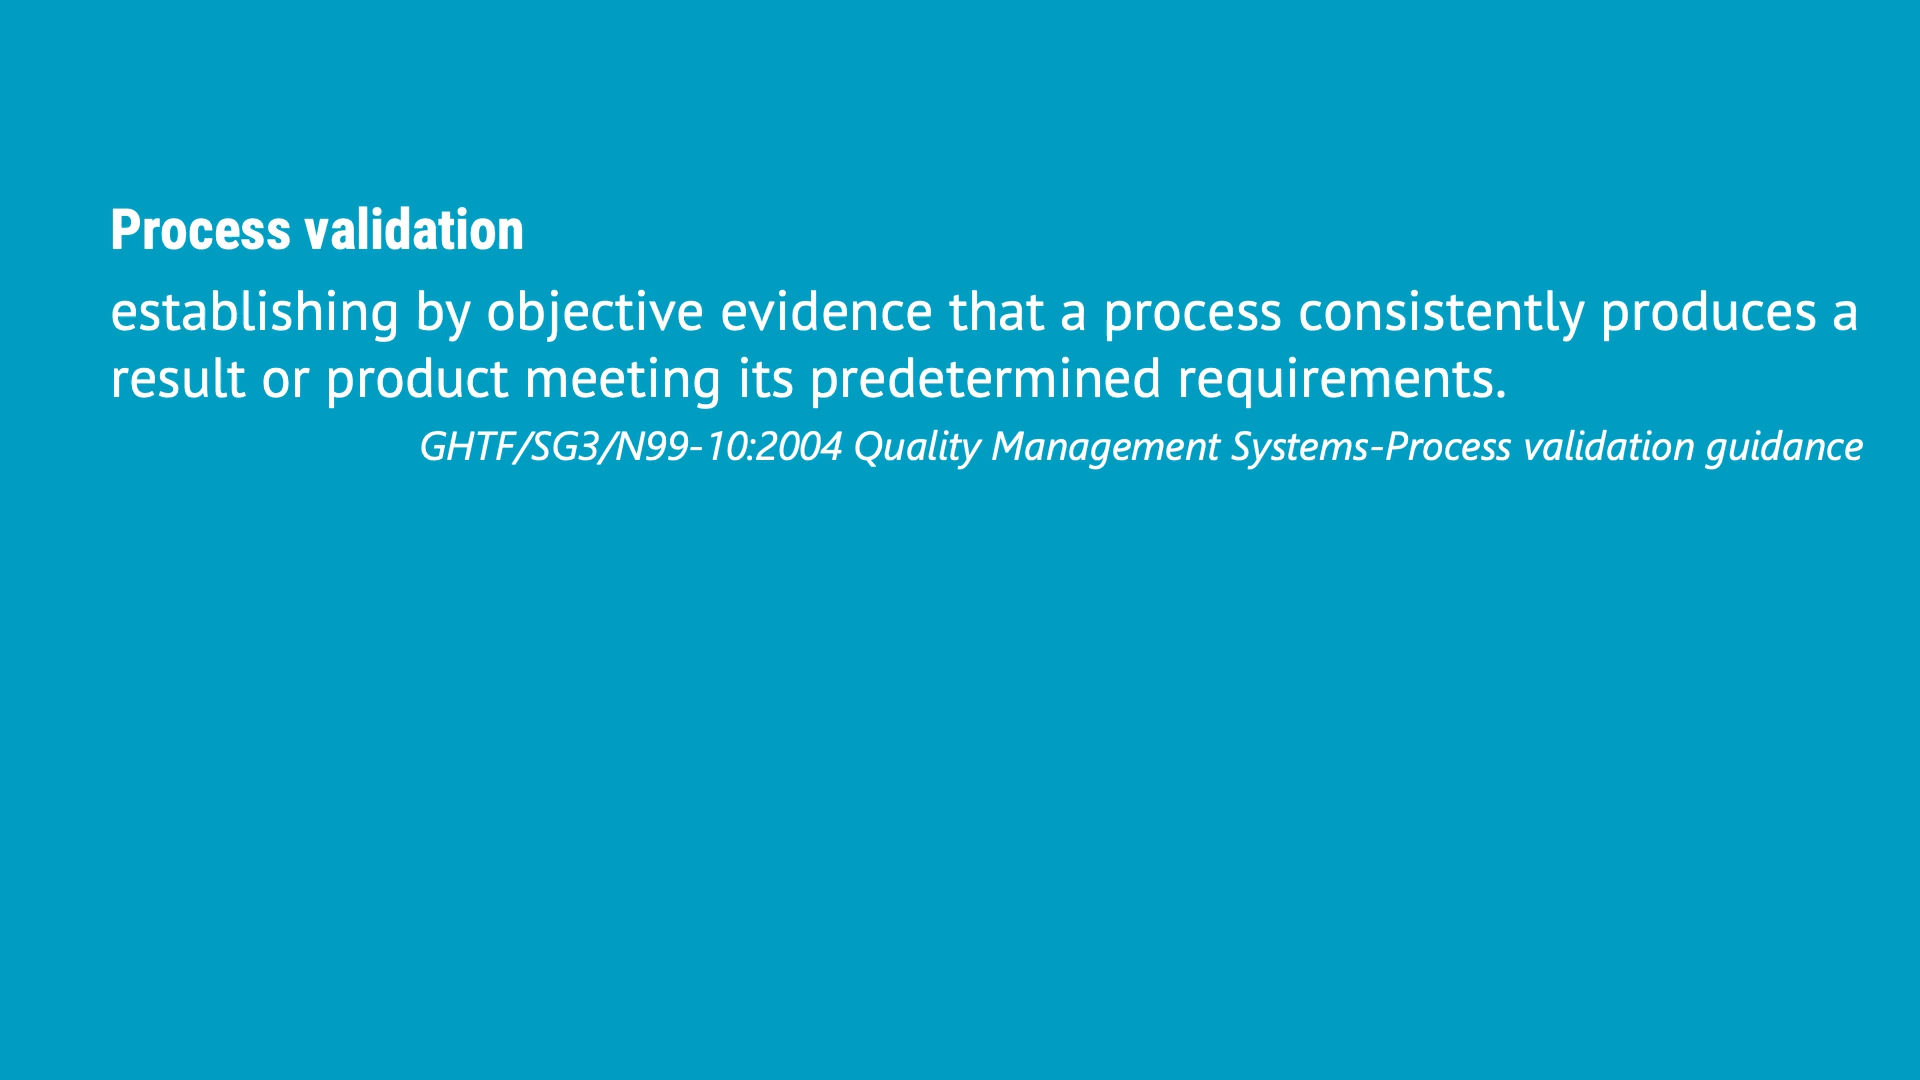 Process validation
establishing by objective evidence that a process consistently produces a
result or product meeting its predetermined requirements.
GHTF/SG3/N99-10:2004 Quality Management Systems-Process validation guidance